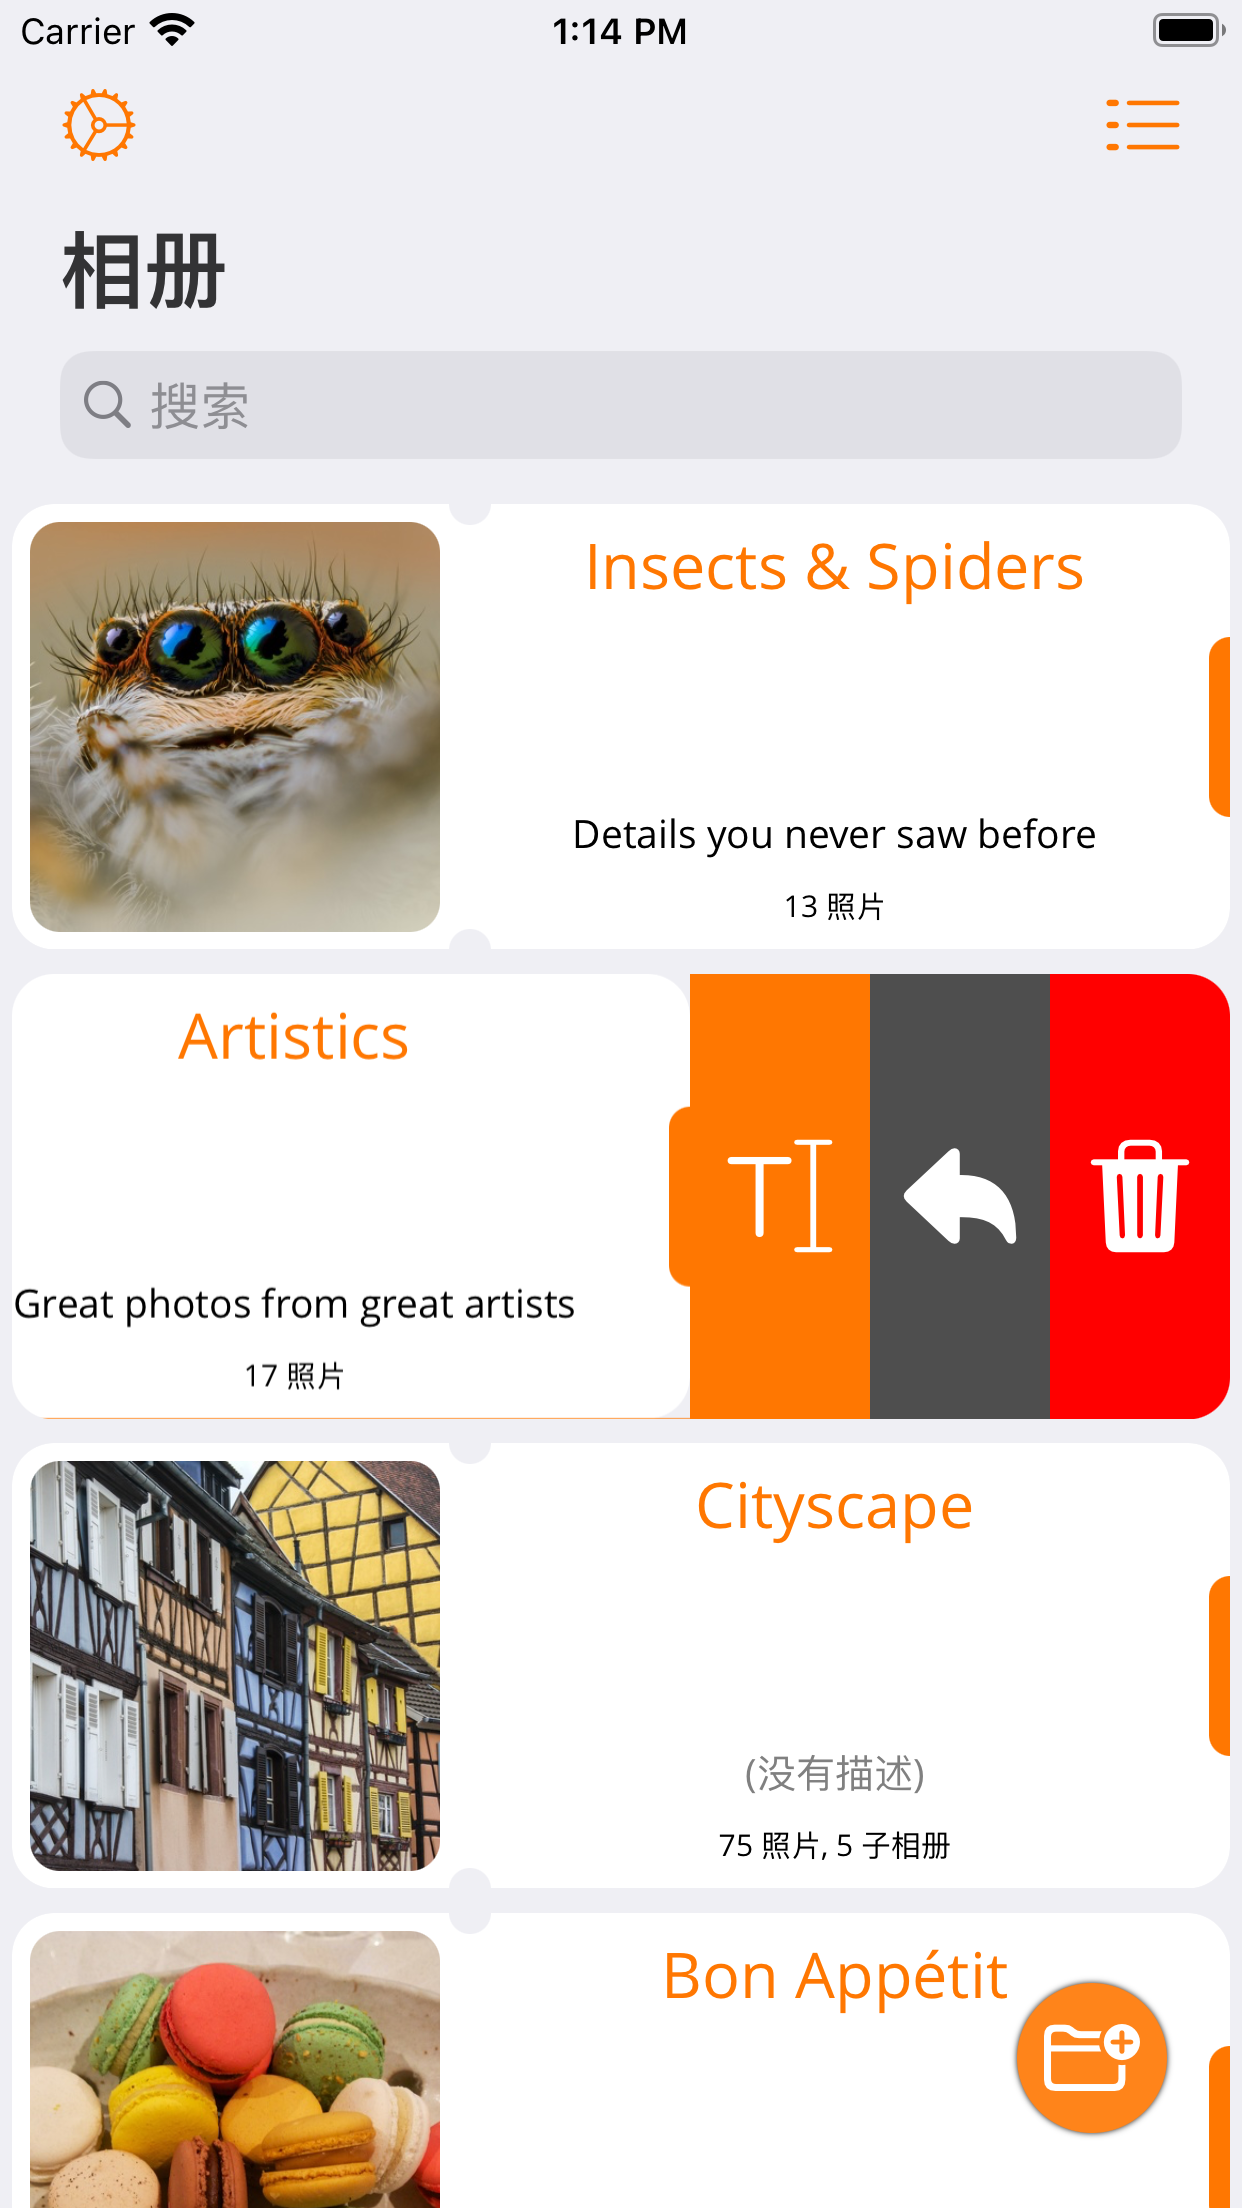 Carrier
1:14 PM
相册
搜索
Insects & Spiders
Details you never saw before
13 照片
Artistics
Great photos from great artists
17 照片
Cityscape
(没有描述)
75 照片, 5 子相册
Bon Appétit